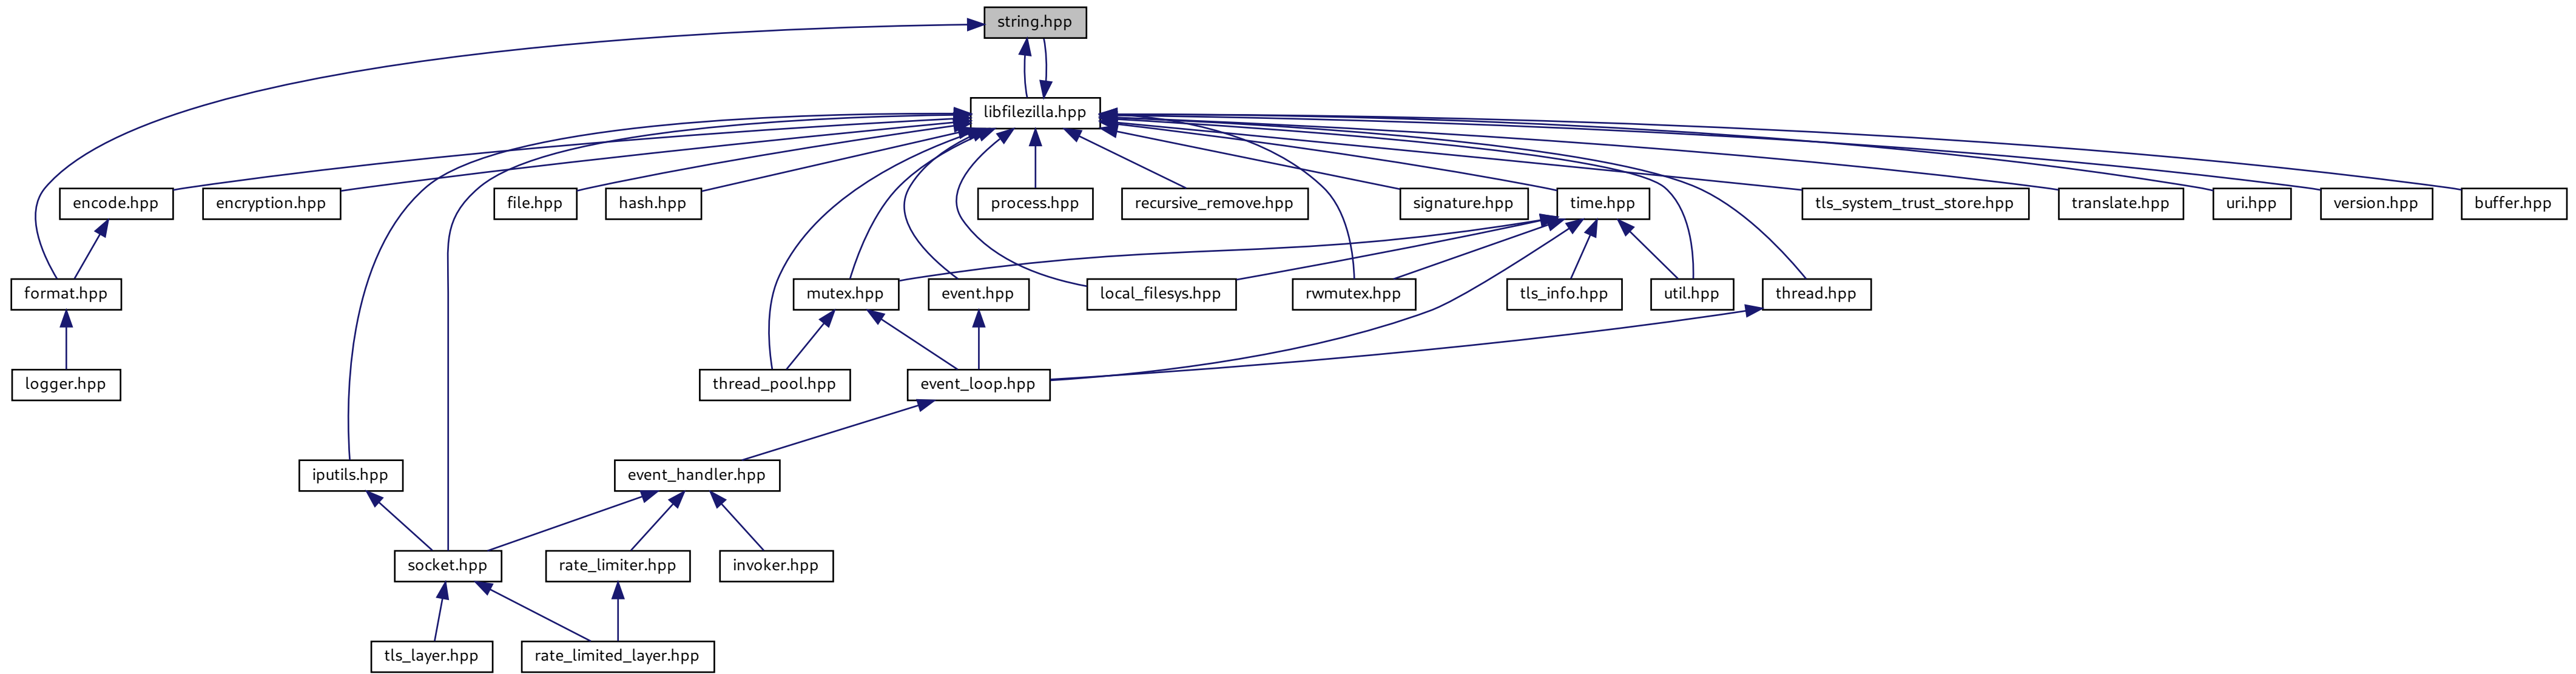 string.hpp
libfilezilla.hpp
encode.hpp
encryption.hpp
file.hpp
hash.hpp
process.hpp
recursive_remove.hpp
signature.hpp
time.hpp
tls_system_trust_store.hpp
translate.hpp
uri.hpp
version.hpp
buffer.hpp
format.hpp
mutex.hpp
event.hpp
local_filesys.hpp
rwmutex.hpp
tls_info.hpp
util.hpp
thread.hpp
logger.hpp
thread_pool.hpp
event_loop.hpp
iputils.hpp
event_handler.hpp
socket.hpp
rate_limiter.hpp
invoker.hpp
tls_layer.hpp
rate_limited_layer.hpp